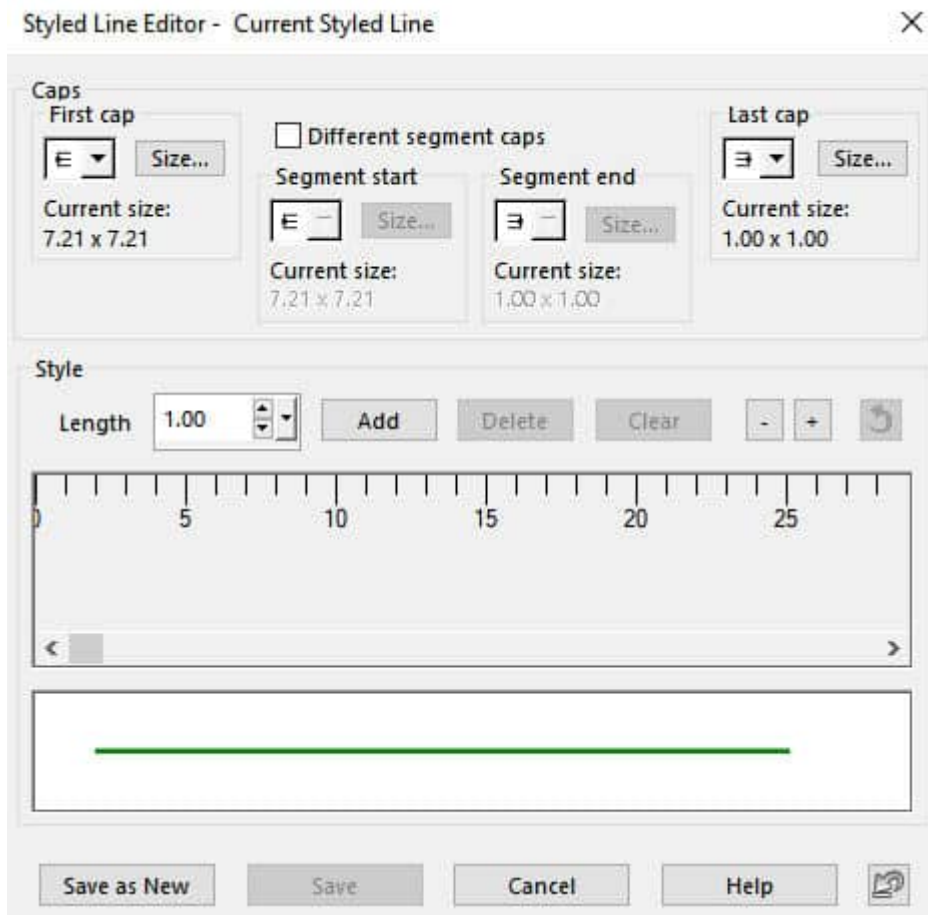 Styled Line Editor - Current Styled Line
Caps
First cap
Size...
Current size:
7.21 x 7.21
Different segment caps
Segment start
Size...
Current size:
7.21 x 7.21
Segment end
Size...
Current size:
1.00 x 1.00
Last cap
Size...
Current size:
1.00 x 1.00
Style
Length 1.00 Add Delete Clear - +
0 5 10 15 20 25
Save as New Save Cancel Help